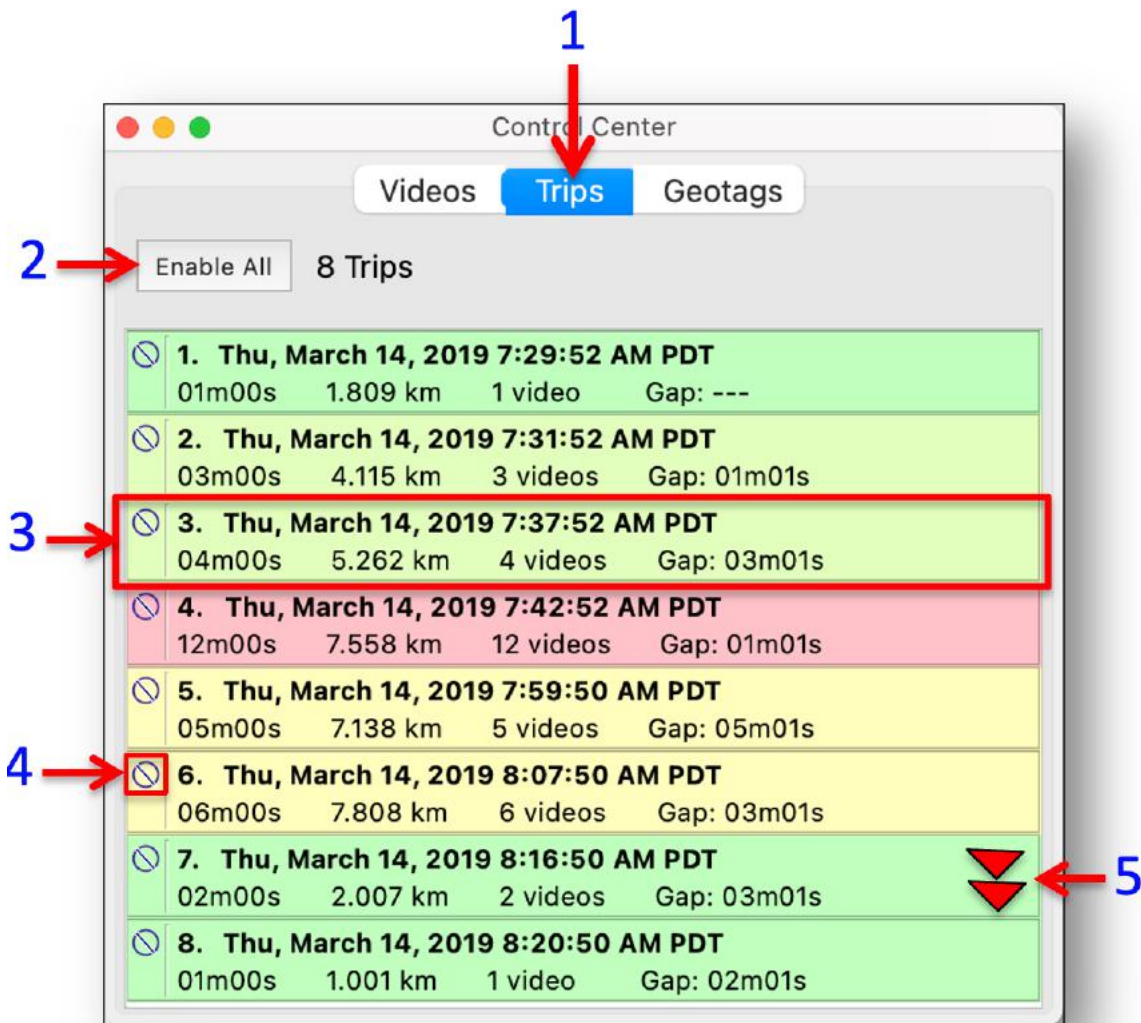 1
Control Center
Videos Trips Geotags
2
Enable All 8 Trips
1. Thu, March 14, 2019 7:29:52 AM PDT
01m00s 1.809 km 1 video Gap: ---
2. Thu, March 14, 2019 7:31:52 AM PDT
03m00s 4.115 km 3 videos Gap: 01m01s
3
3. Thu, March 14, 2019 7:37:52 AM PDT
04m00s 5.262 km 4 videos Gap: 03m01s
4. Thu, March 14, 2019 7:42:52 AM PDT
12m00s 7.558 km 12 videos Gap: 01m01s
5. Thu, March 14, 2019 7:59:50 AM PDT
05m00s 7.138 km 5 videos Gap: 05m01s
4
6. Thu, March 14, 2019 8:07:50 AM PDT
06m00s 7.808 km 6 videos Gap: 03m01s
7. Thu, March 14, 2019 8:16:50 AM PDT
02m00s 2.007 km 2 videos Gap: 03m01s
5
8. Thu, March 14, 2019 8:20:50 AM PDT
01m00s 1.001 km 1 video Gap: 02m01s